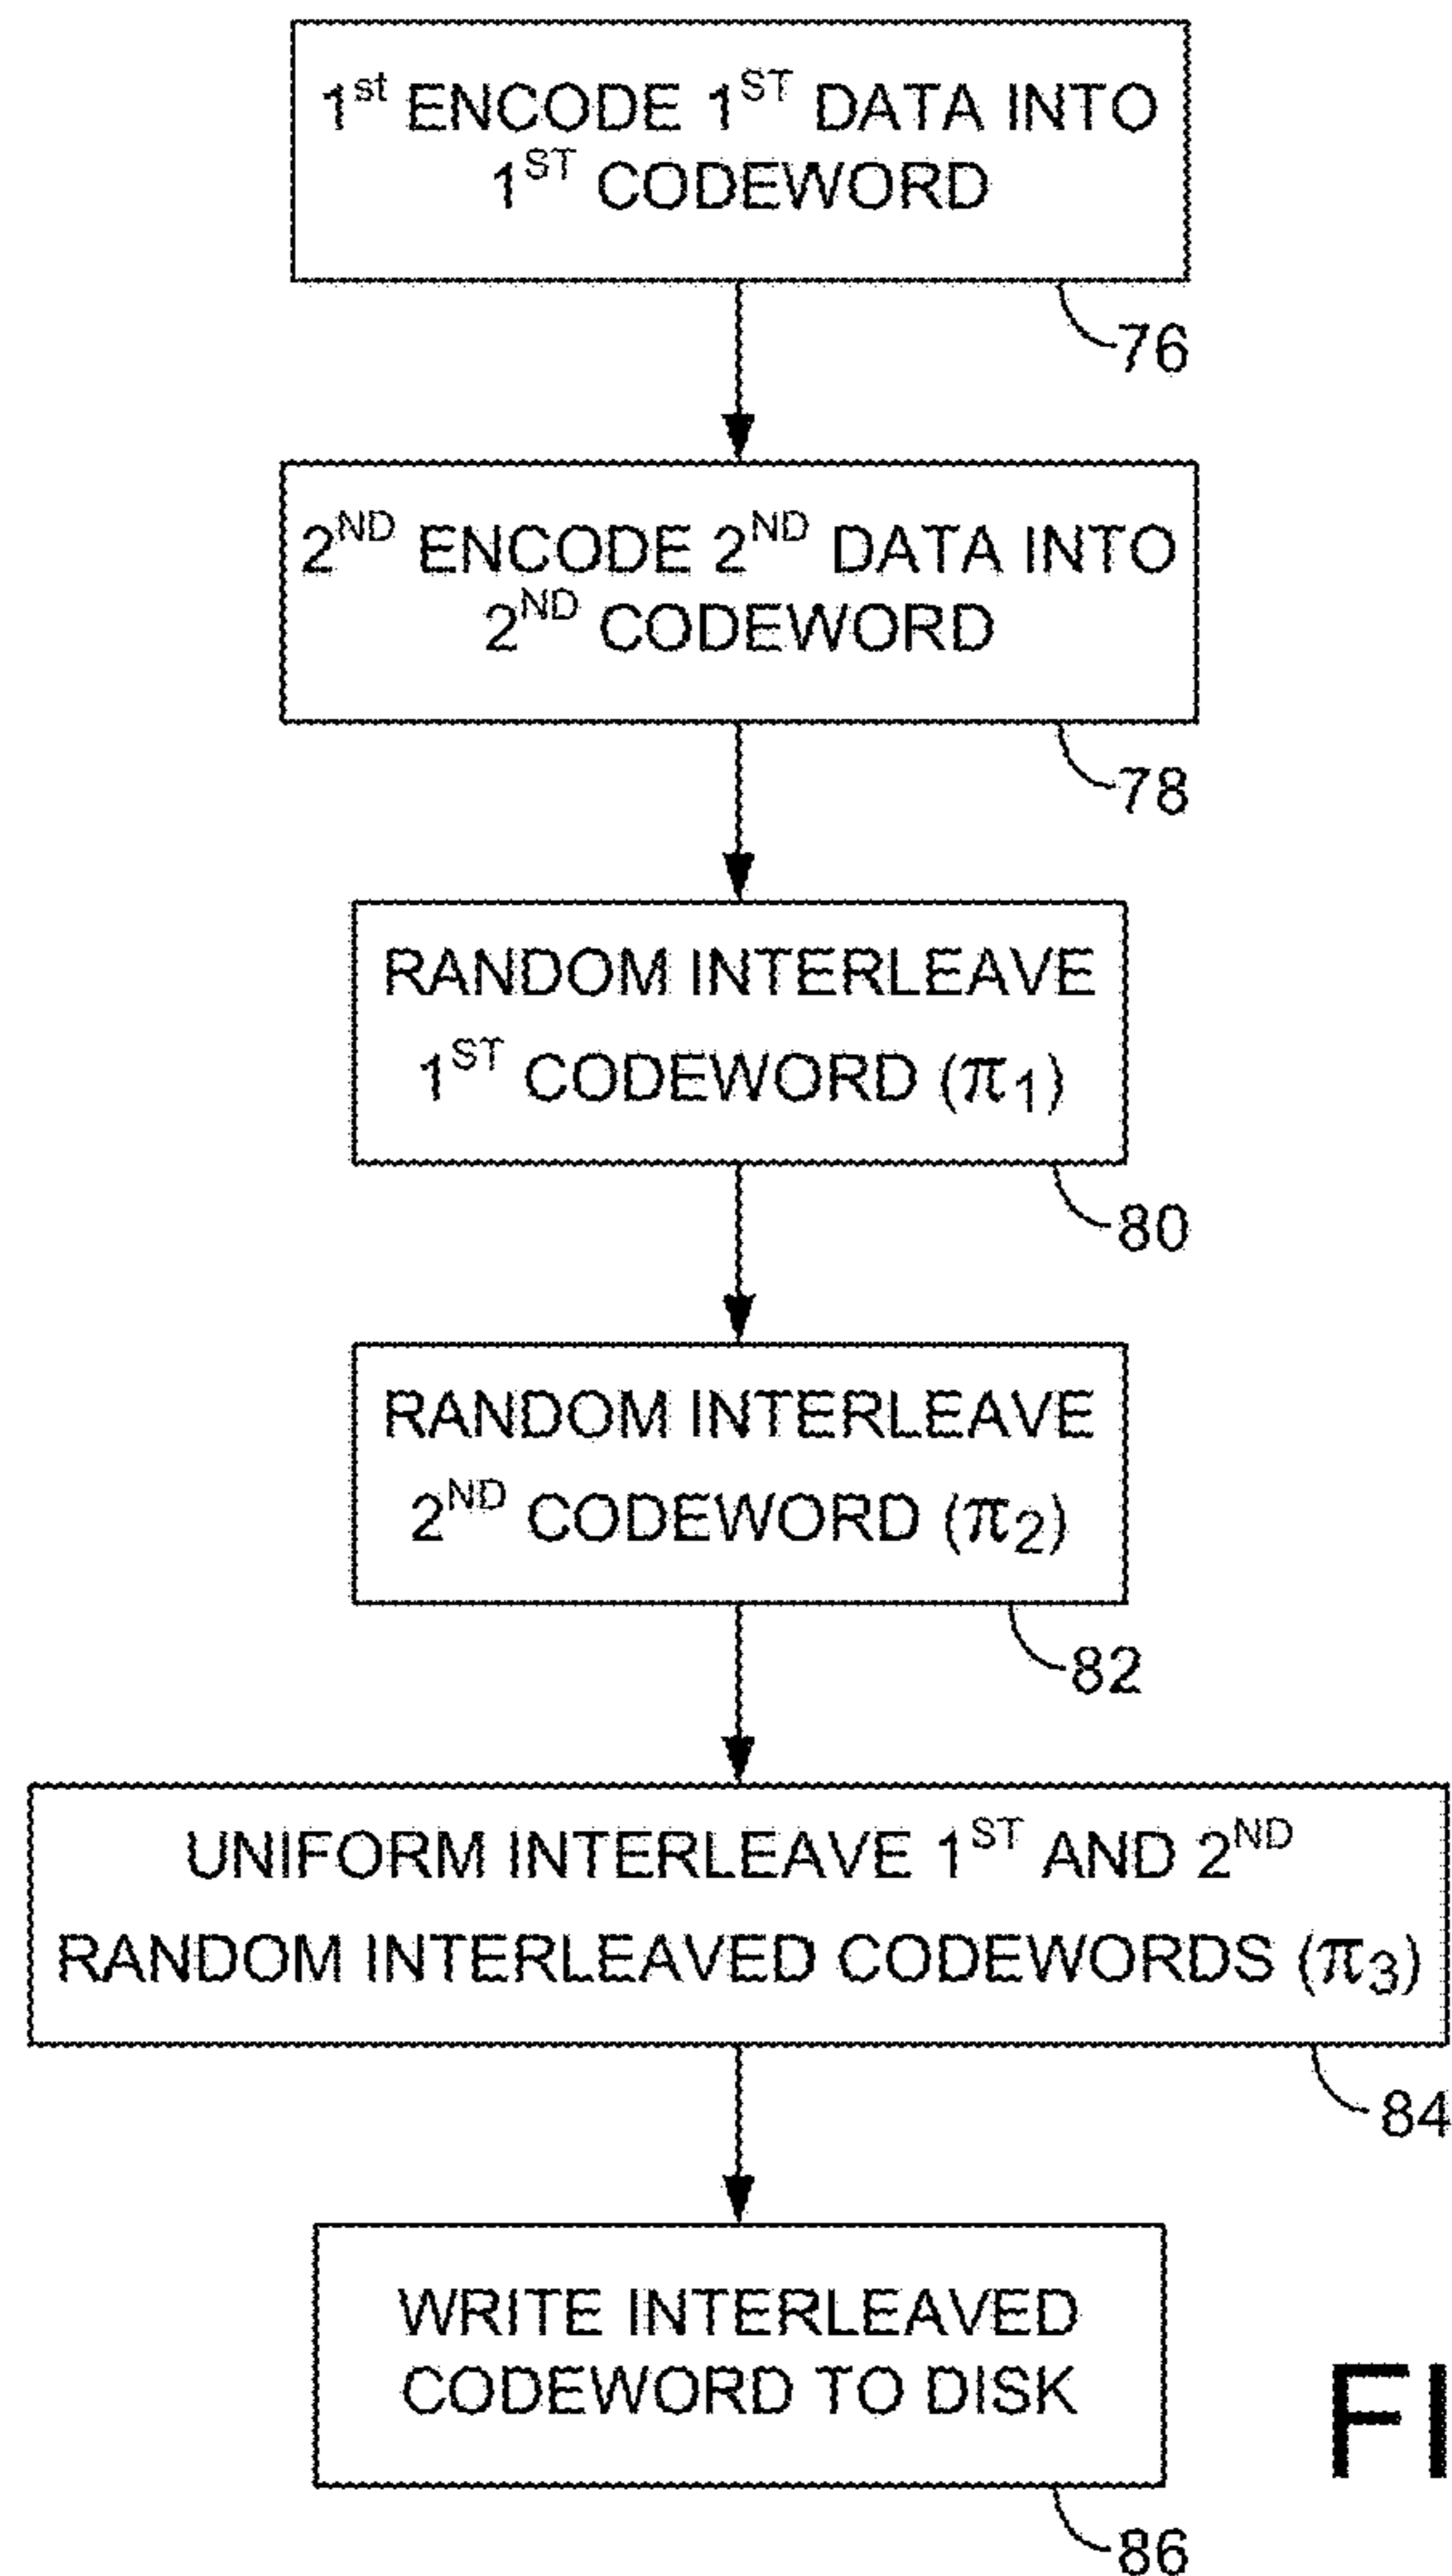 1st ENCODE 1ST DATA INTO
1ST CODEWORD
76
2ND ENCODE 2ND DATA INTO
2ND CODEWORD
78
RANDOM INTERLEAVE
1ST CODEWORD (π1)
80
RANDOM INTERLEAVE
2ND CODEWORD (π2)
82
UNIFORM INTERLEAVE 1ST AND 2ND
RANDOM INTERLEAVED CODEWORDS (π3)
84
WRITE INTERLEAVED
CODEWORD TO DISK
FI
86